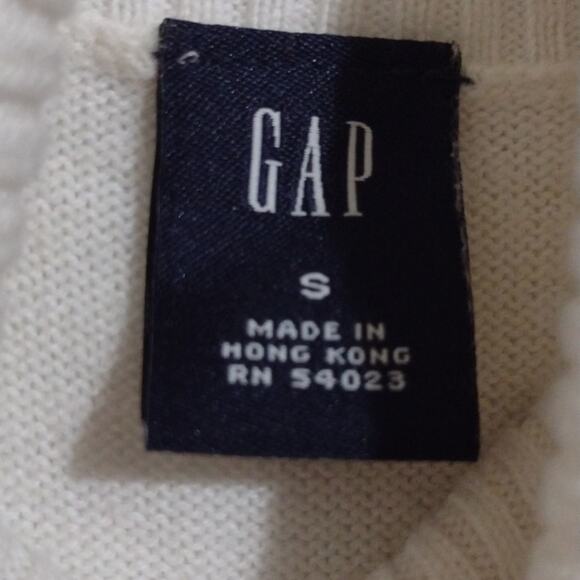 GAP
S
MADE IN
HONG KONG
RN 54023